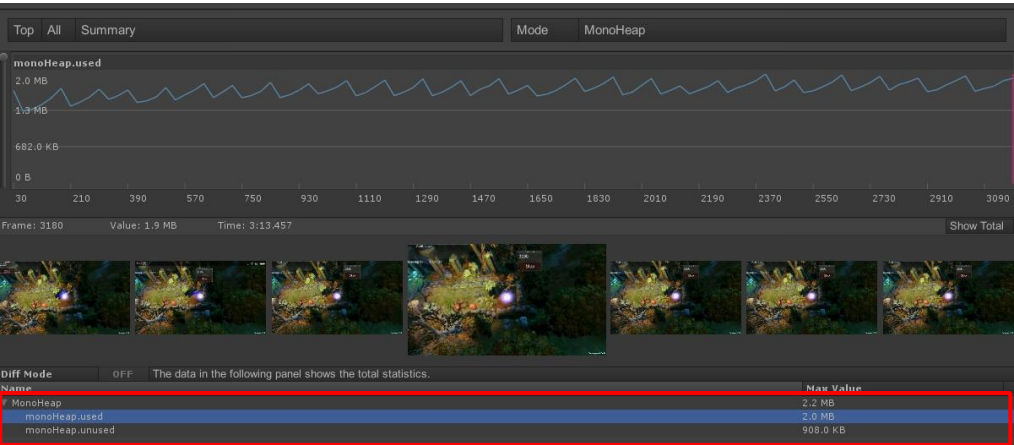 Top All Summary Mode MonoHeap
monoHeap.used
2.0 MB
1.3 MB
682.0 KB
0 B
30 210 390 570 750 930 1110 1290 1470 1650 1830 2010 2190 2370 2550 2730 2910 3090
Frame: 3180 Value: 1.9 MB Time: 3:13.457 Show Total
Diff Mode OFF The data in the following panel shows the total statistics.
Name Max Value
MonoHeap 2.2 MB
monoHeap.used 2.0 MB
monoHeap.unused 908.0 KB